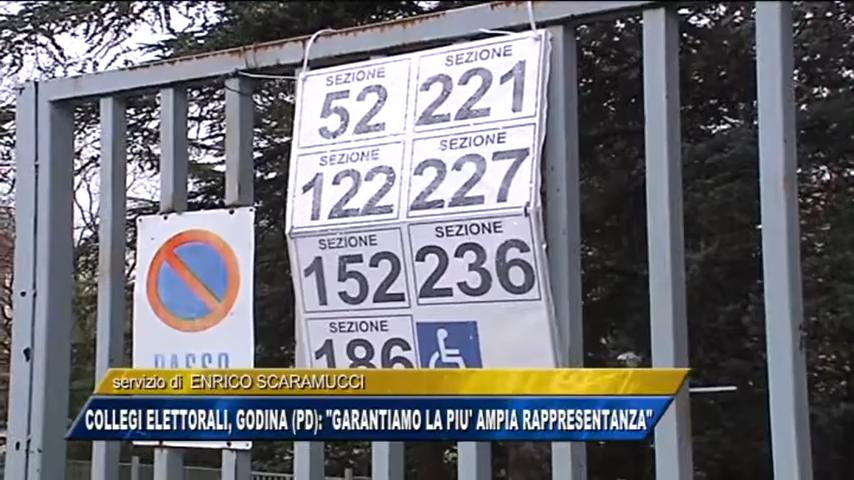 SEZIONE
52
SEZIONE
221
SEZIONE
122
SEZIONE
227
SEZIONE
152
SEZIONE
236
SEZIONE
186
PASSO
servizio di ENRICO SCARAMUCCI
COLLEGI ELETTORALI, GODINA (PD): "GARANTIAMO LA PIU' AMPIA RAPPRESENTANZA"